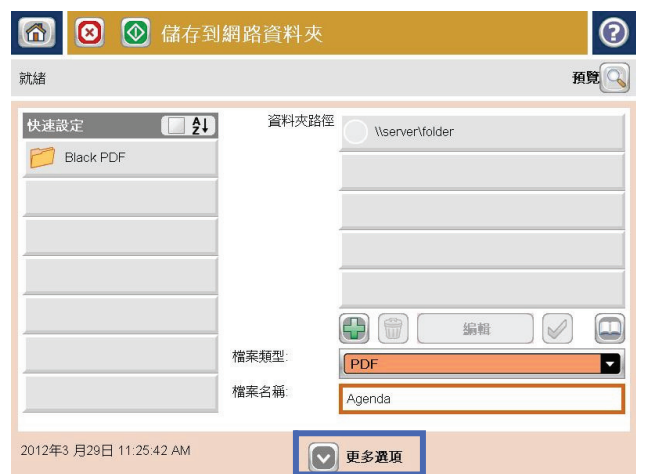 儲存到網路資料夾
就緒
預覽
快速設定
資料夾路徑
\\server\folder
Black PDF
編輯
檔案類型:
PDF
檔案名稱:
Agenda
2012年3 月29日 11:25:42 AM
更多選項